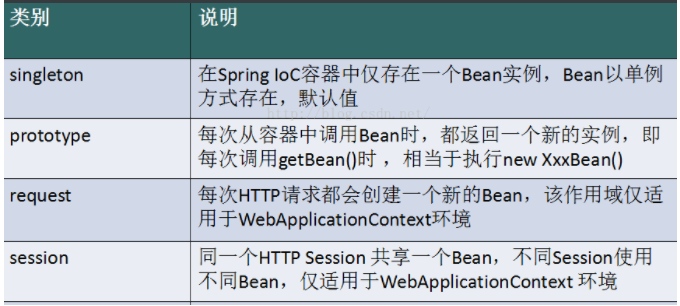 类别 说明
singleton 在Spring IoC容器中仅存在一个Bean实例，Bean以单例
方式存在，默认值
http://blog.csdn.net/
prototype 每次从容器中调用Bean时，都返回一个新的实例，即
每次调用getBean()时 ，相当于执行new XxxBean()
request 每次HTTP请求都会创建一个新的Bean，该作用域仅适
用于WebApplicationContext环境
session 同一个HTTP Session 共享一个Bean，不同Session使用
不同Bean，仅适用于WebApplicationContext 环境